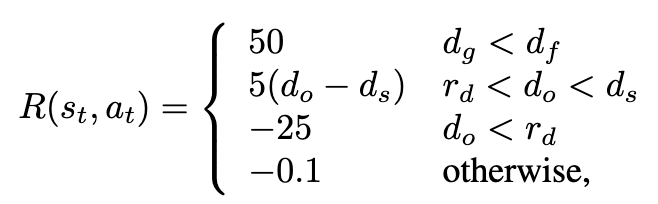 R(s_t, a_t) = { 50 d_g < d_f
5(d_o − d_s) r_d < d_o < d_s
−25 d_o < r_d
−0.1 otherwise,